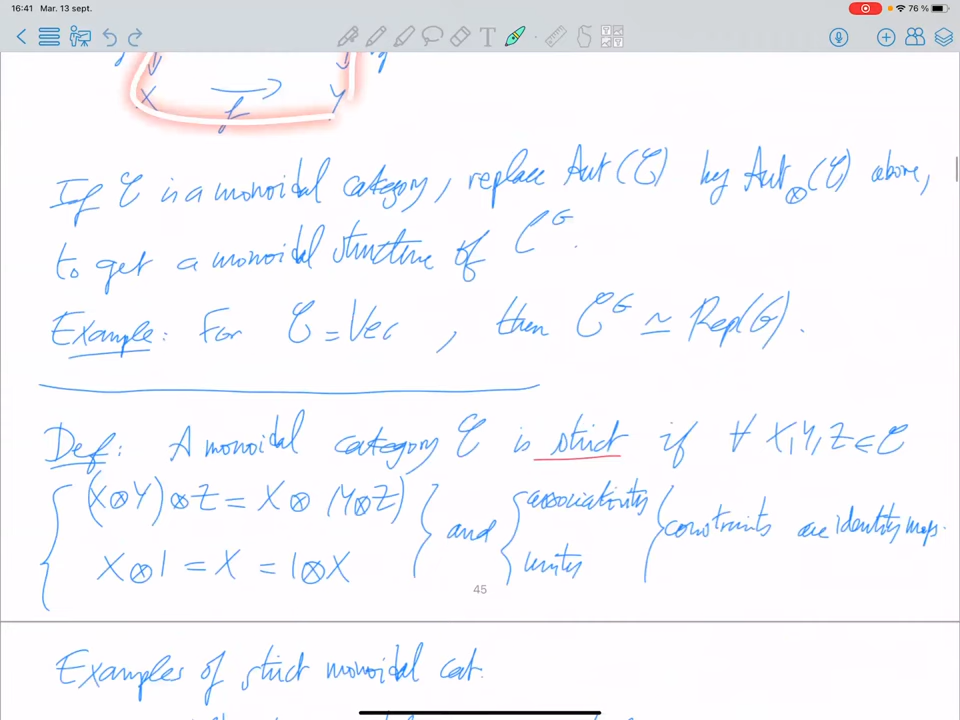 16:41 Mar. 13 sept. 76 %
T
X f Y
If 𝒞 is a monoidal category, replace Aut(𝒞) by Aut⊗(𝒞) above,
to get a monoidal structure of 𝒞ᴳ.
Example: For 𝒞 = Vec, then 𝒞ᴳ ≃ Rep(G).
Def: A monoidal category 𝒞 is strict if ∀ X,Y,Z ∈ 𝒞
{ (X⊗Y)⊗Z = X⊗(Y⊗Z) } and { associativity { constraints are identity maps.
X⊗1 = X = 1⊗X units
45
Examples of strict monoidal cat.